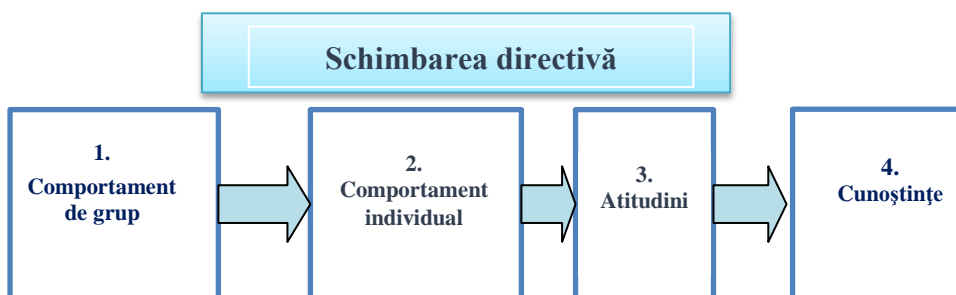 Schimbarea directivă
1.
Comportament
de grup
2.
Comportament
individual
3.
Atitudini
4.
Cunoştinţe